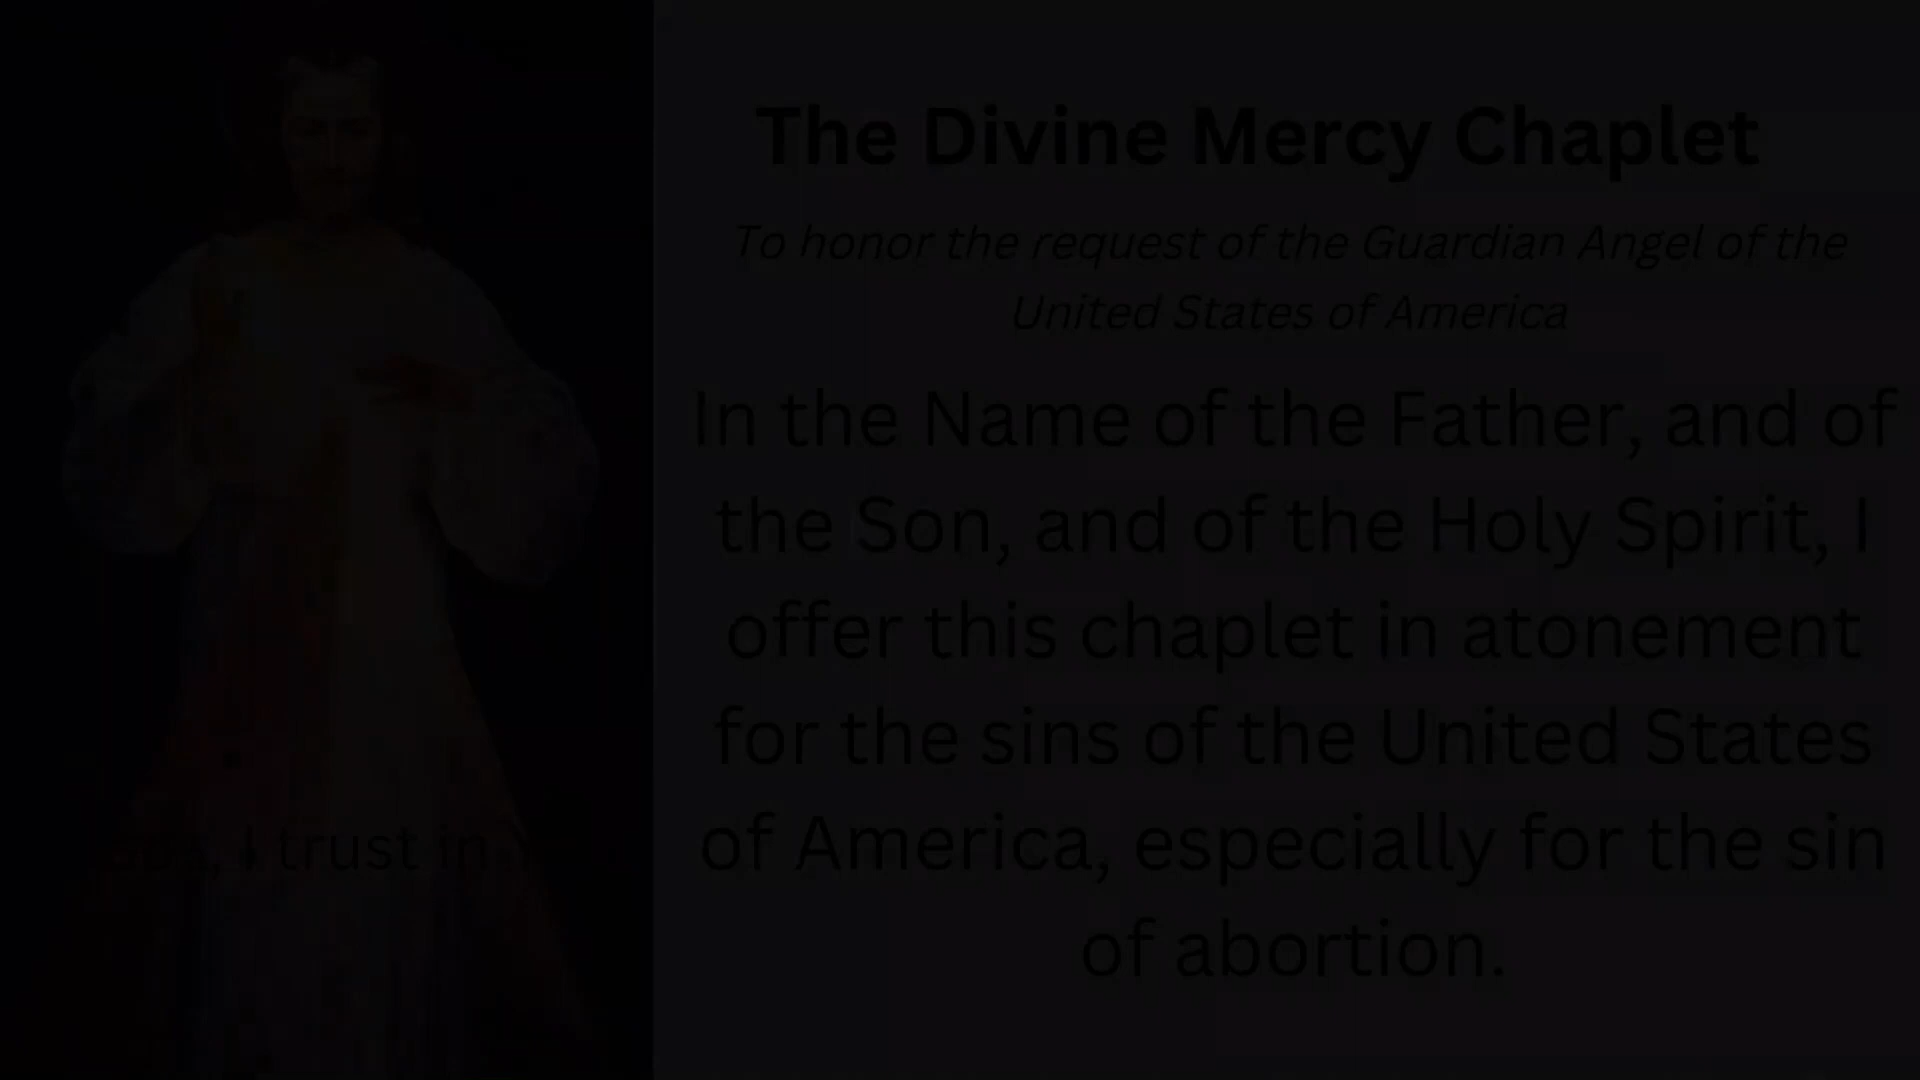 The Divine Mercy Chaplet
To honor the request of the Guardian Angel of the
United States of America
In the Name of the Father, and of
the Son, and of the Holy Spirit, I
offer this chaplet in atonement
for the sins of the United States
of America, especially for the sin
of abortion.
I trust in